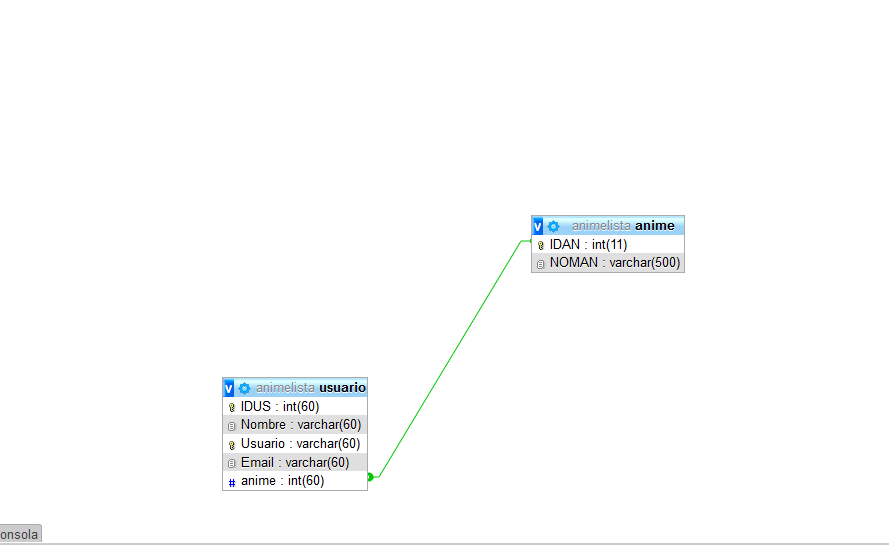 v animelista anime
IDAN : int(11)
NOMAN : varchar(500)
v animelista usuario
IDUS : int(60)
Nombre : varchar(60)
Usuario : varchar(60)
Email : varchar(60)
# anime : int(60)
onsola